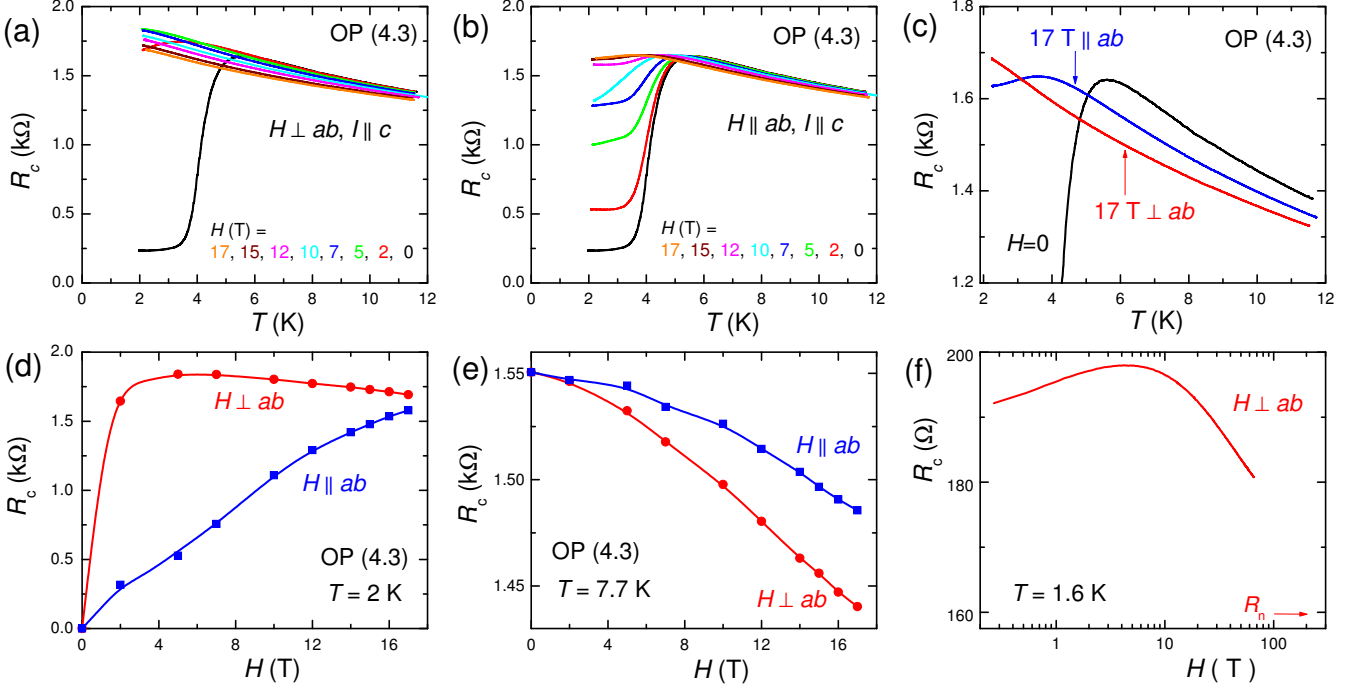 (a)
OP (4.3)
2.0
1.5
1.0
0.5
0.0
R_c (kΩ)
H ⊥ ab, I ∥ c
H (T) =
17, 15, 12, 10, 7, 5, 2, 0
0 2 4 6 8 10 12
T (K)
(b)
OP (4.3)
2.0
1.5
1.0
0.5
0.0
R_c (kΩ)
H ∥ ab, I ∥ c
H (T) =
17, 15, 12, 10, 7, 5, 2, 0
0 2 4 6 8 10 12
T (K)
(c)
17 T ∥ ab
OP (4.3)
1.8
1.6
1.4
1.2
R_c (kΩ)
17 T ⊥ ab
H=0
2 4 6 8 10 12
T (K)
(d)
2.0
1.5
1.0
0.5
0.0
R_c (kΩ)
H ⊥ ab
H ∥ ab
OP (4.3)
T = 2 K
0 4 8 12 16
H (T)
(e)
1.55
1.50
1.45
R_c (kΩ)
H ∥ ab
OP (4.3)
T = 7.7 K
H ⊥ ab
0 4 8 12 16
H (T)
(f)
200
180
160
R_c (Ω)
H ⊥ ab
T = 1.6 K
R_n
1 10 100
H ( T )